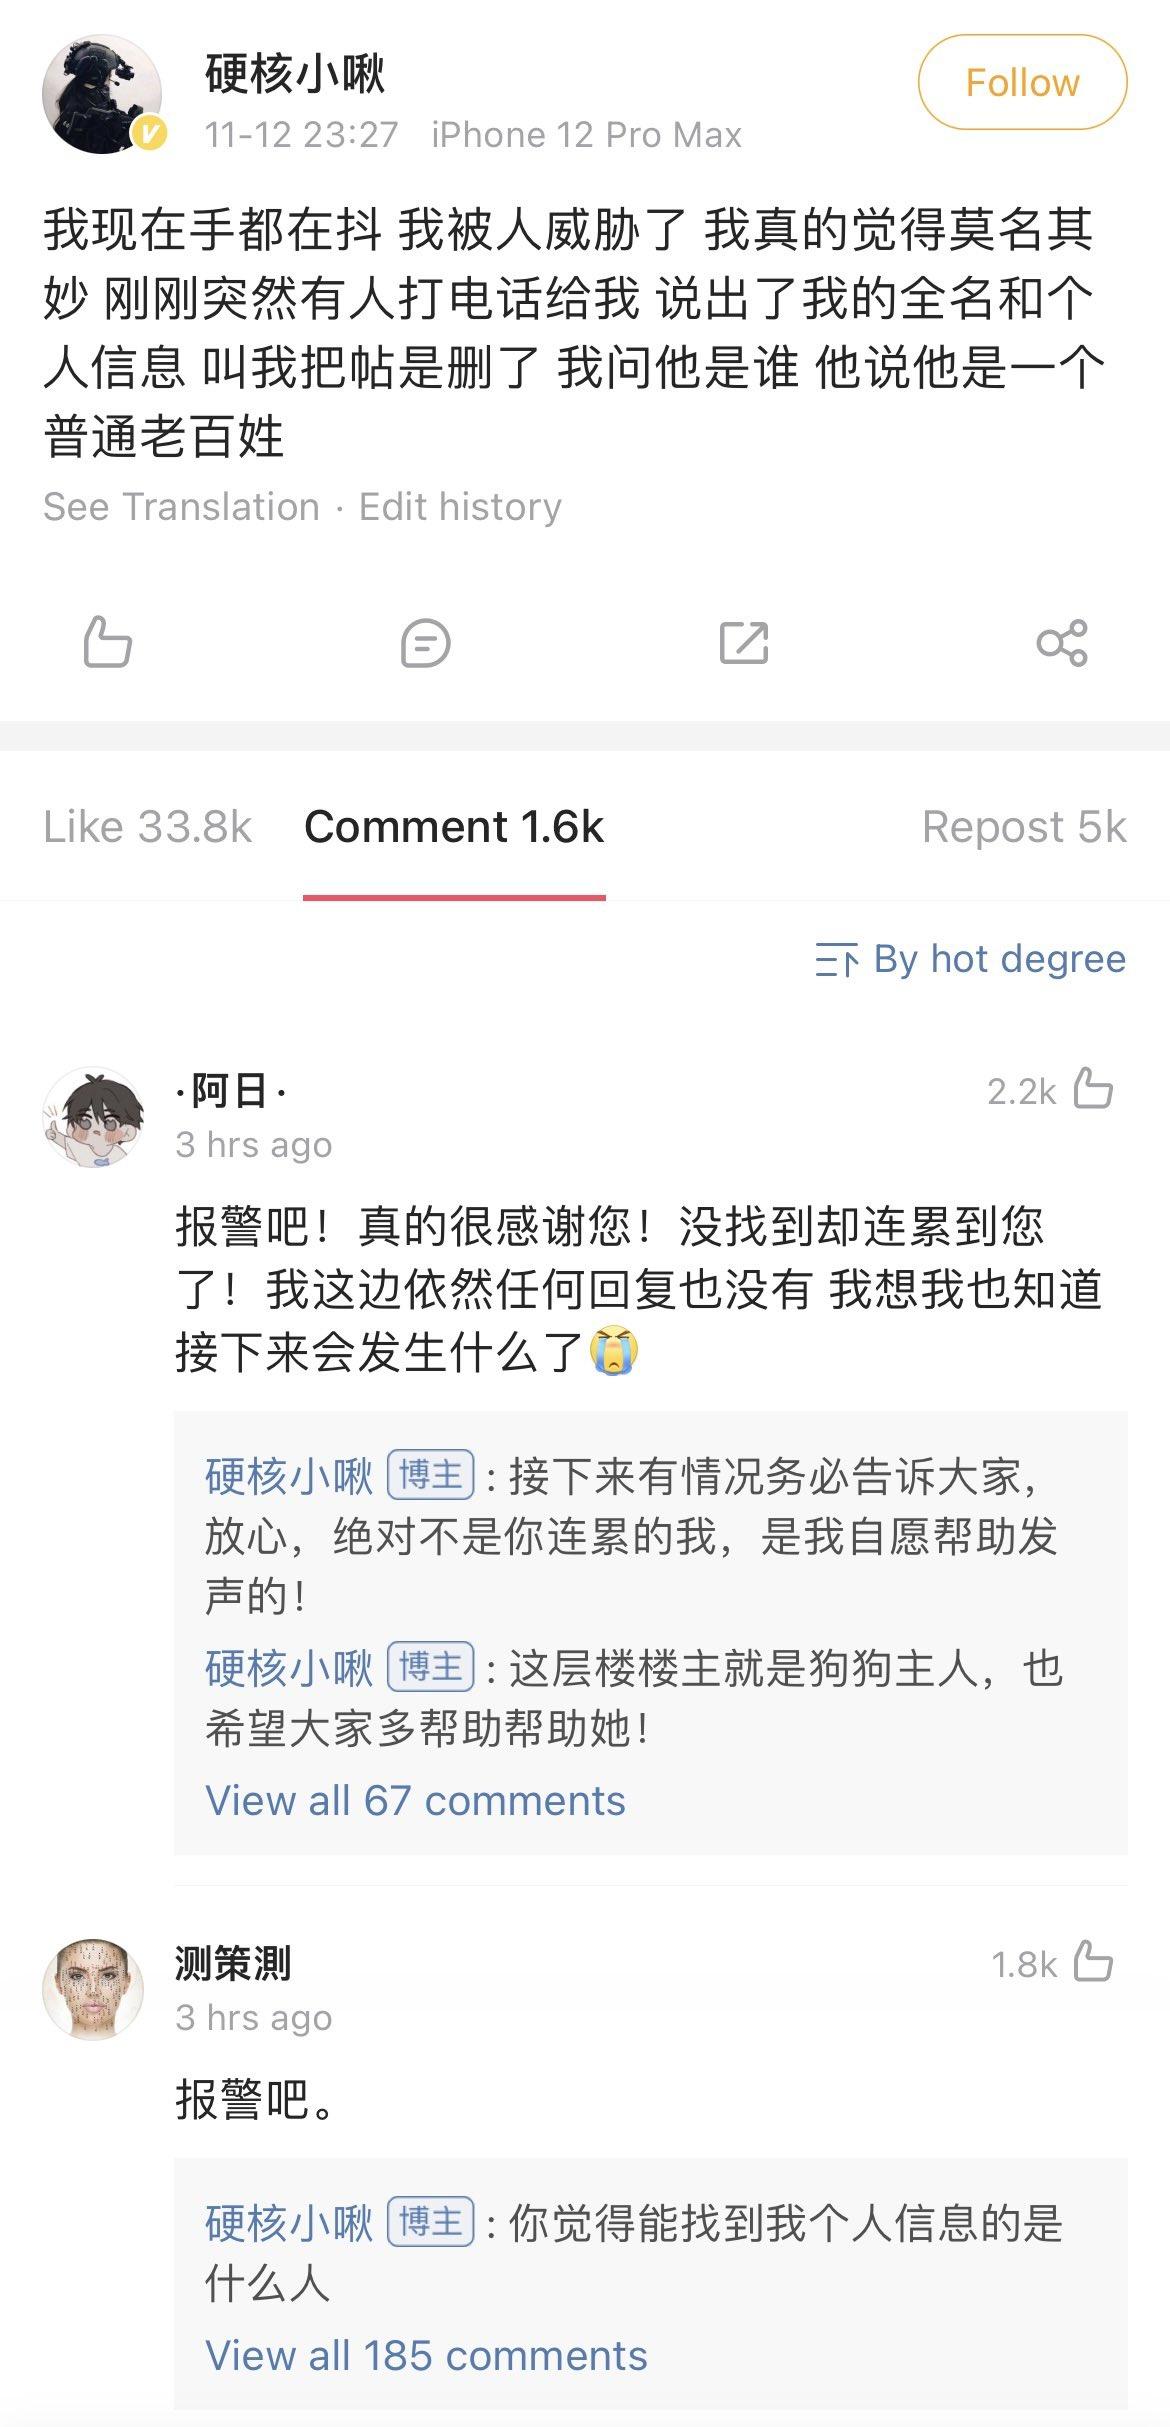 硬核小啾
Follow
11-12 23:27 iPhone 12 Pro Max
我现在手都在抖 我被人威胁了 我真的觉得莫名其
妙 刚刚突然有人打电话给我 说出了我的全名和个
人信息 叫我把帖是删了 我问他是谁 他说他是一个
普通老百姓
See Translation · Edit history
Like 33.8k Comment 1.6k Repost 5k
By hot degree
·阿日·
2.2k
3 hrs ago
报警吧！真的很感谢您！没找到却连累到您
了！我这边依然任何回复也没有 我想我也知道
接下来会发生什么了😭
硬核小啾 博主 : 接下来有情况务必告诉大家，
放心，绝对不是你连累的我，是我自愿帮助发
声的！
硬核小啾 博主 : 这层楼楼主就是狗狗主人，也
希望大家多帮助帮助她！
View all 67 comments
测策測
1.8k
3 hrs ago
报警吧。
硬核小啾 博主 : 你觉得能找到我个人信息的是
什么人
View all 185 comments